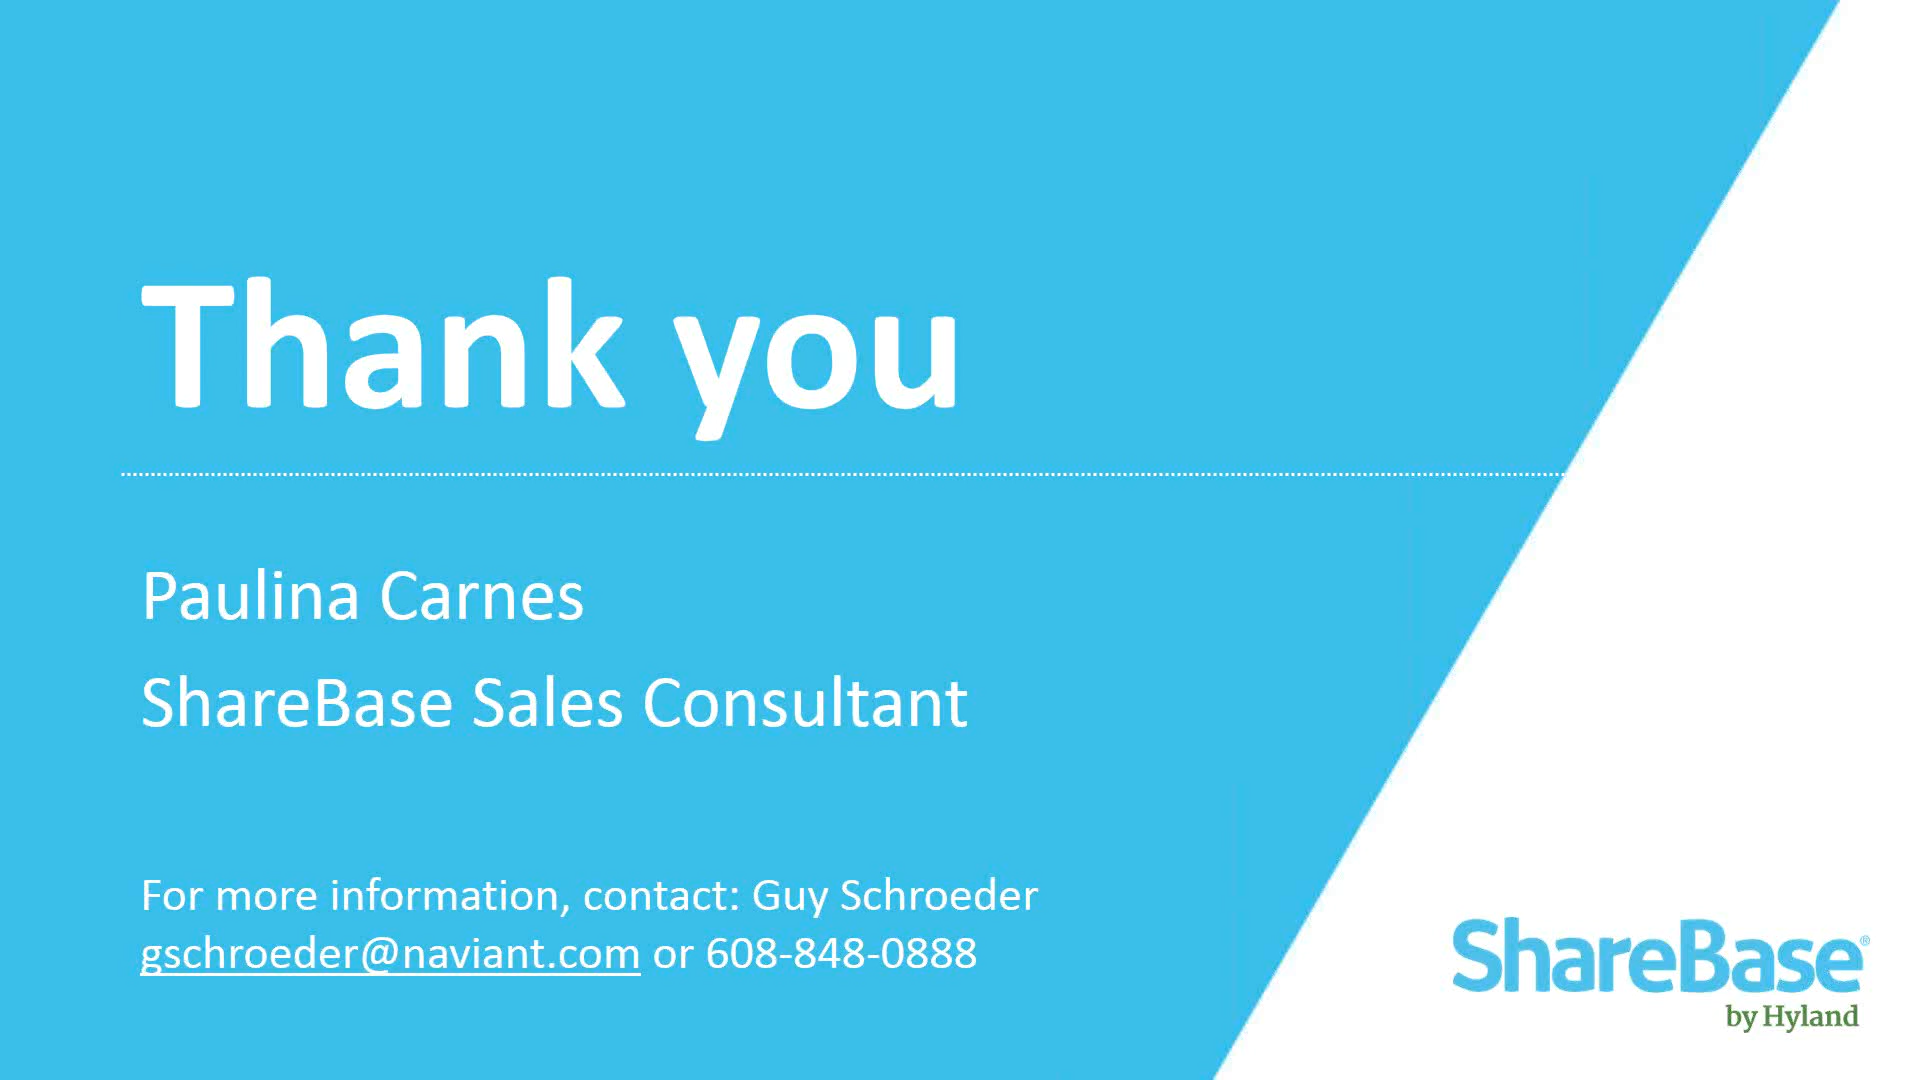 Thank you
Paulina Carnes
ShareBase Sales Consultant
For more information, contact: Guy Schroeder
gschroeder@naviant.com or 608-848-0888
ShareBase®
by Hyland